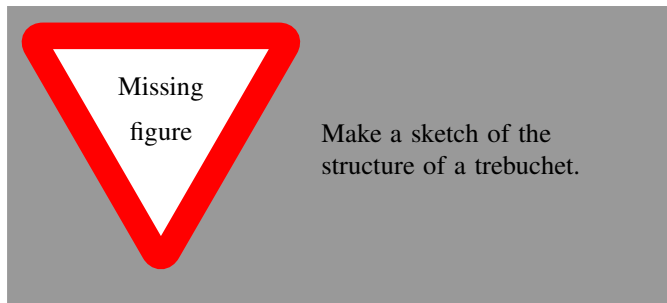 Missing
figure
Make a sketch of the
structure of a trebuchet.